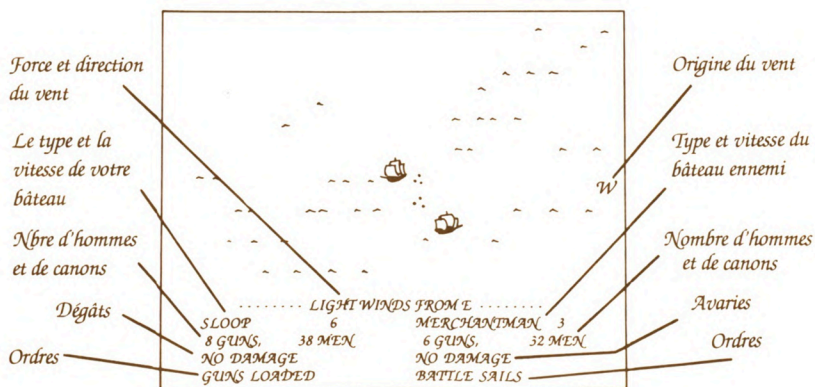 Force et direction
du vent
Le type et la
vitesse de votre
bâteau
Nbre d'hommes
et de canons
Dégâts
Ordres
W
LIGHT WINDS FROM E
SLOOP 6 MERCHANTMAN 3
8 GUNS, 38 MEN 6 GUNS, 32 MEN
NO DAMAGE NO DAMAGE
GUNS LOADED BATTLE SAILS
Origine du vent
Type et vitesse du
bâteau ennemi
Nombre d'hommes
et de canons
Avaries
Ordres